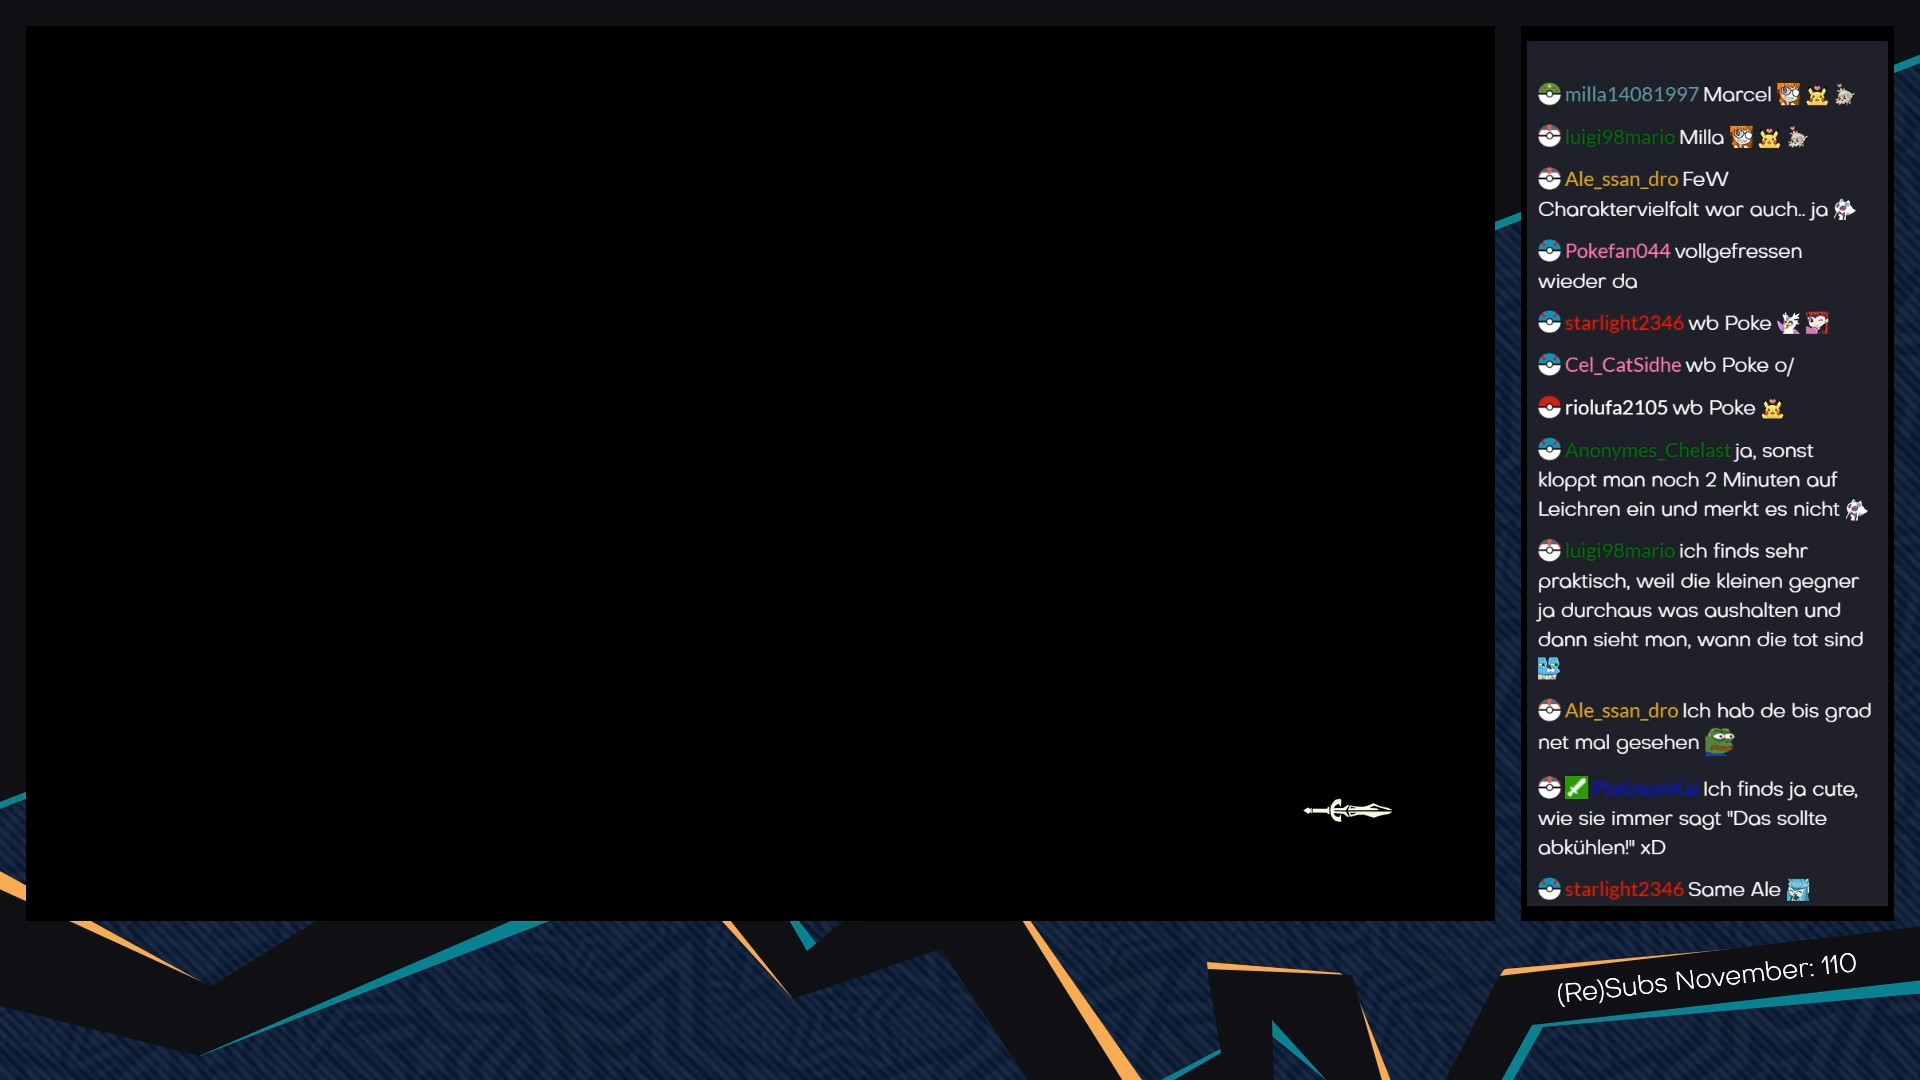 milla14081997 Marcel
luigi98mario Milla
Ale_ssan_dro FeW
Charaktervielfalt war auch.. ja
Pokefan044 vollgefressen
wieder da
starlight2346 wb Poke
Cel_CatSidhe wb Poke o/
riolufa2105 wb Poke
Anonymes_Chelast ja, sonst
kloppt man noch 2 Minuten auf
Leichren ein und merkt es nicht
luigi98mario ich finds sehr
praktisch, weil die kleinen gegner
ja durchaus was aushalten und
dann sieht man, wann die tot sind
Ale_ssan_dro Ich hab de bis grad
net mal gesehen
PlatinumKai Ich finds ja cute,
wie sie immer sagt "Das sollte
abkühlen!" xD
starlight2346 Same Ale
(Re)Subs November: 110